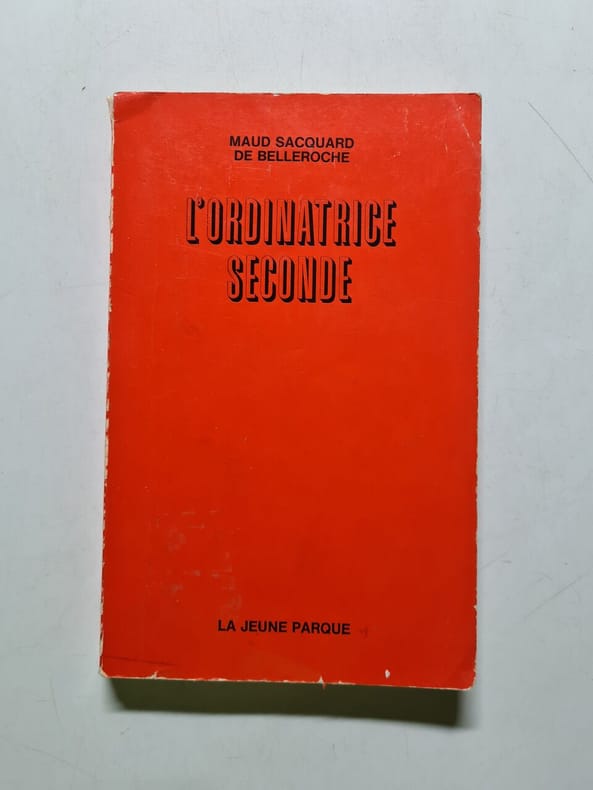 MAUD SACQUARD
DE BELLEROCHE
L'ORDINATRICE
SECONDE
LA JEUNE PARQUE